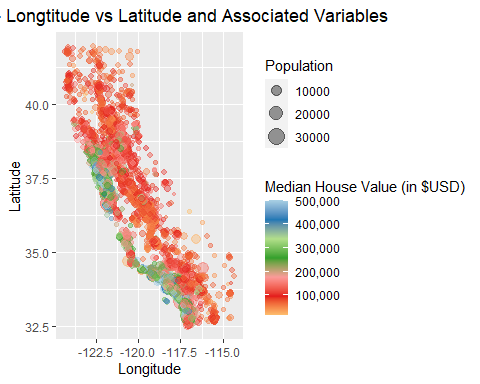 - Longtitude vs Latitude and Associated Variables
Population
10000
20000
30000
Median House Value (in $USD)
500,000
400,000
300,000
200,000
100,000
Latitude
40.0
37.5
35.0
32.5
-122.5 -120.0 -117.5 -115.0
Longitude